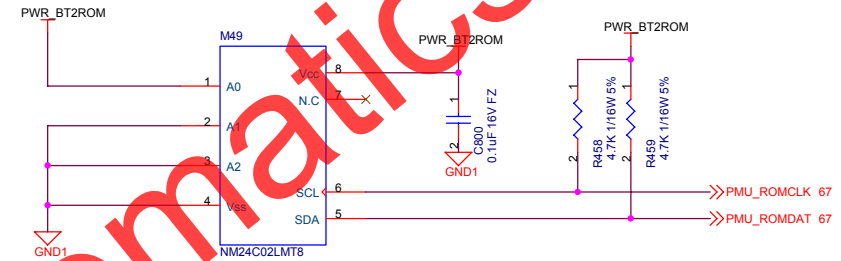 PWR_BT2ROM
PWR_BT2ROM
M49
PWR_BT2ROM
1 A0
Vcc 8
N.C 7
2 A1
1
2
C800
0.1uF 16V FZ
GND1
1
2
R458
4.7K 1/16W 5%
1
2
R459
4.7K 1/16W 5%
3 A2
SCL 6
PMU_ROMCLK 67
4 Vss
SDA 5
PMU_ROMDAT 67
GND1
NM24C02LMT8
matics